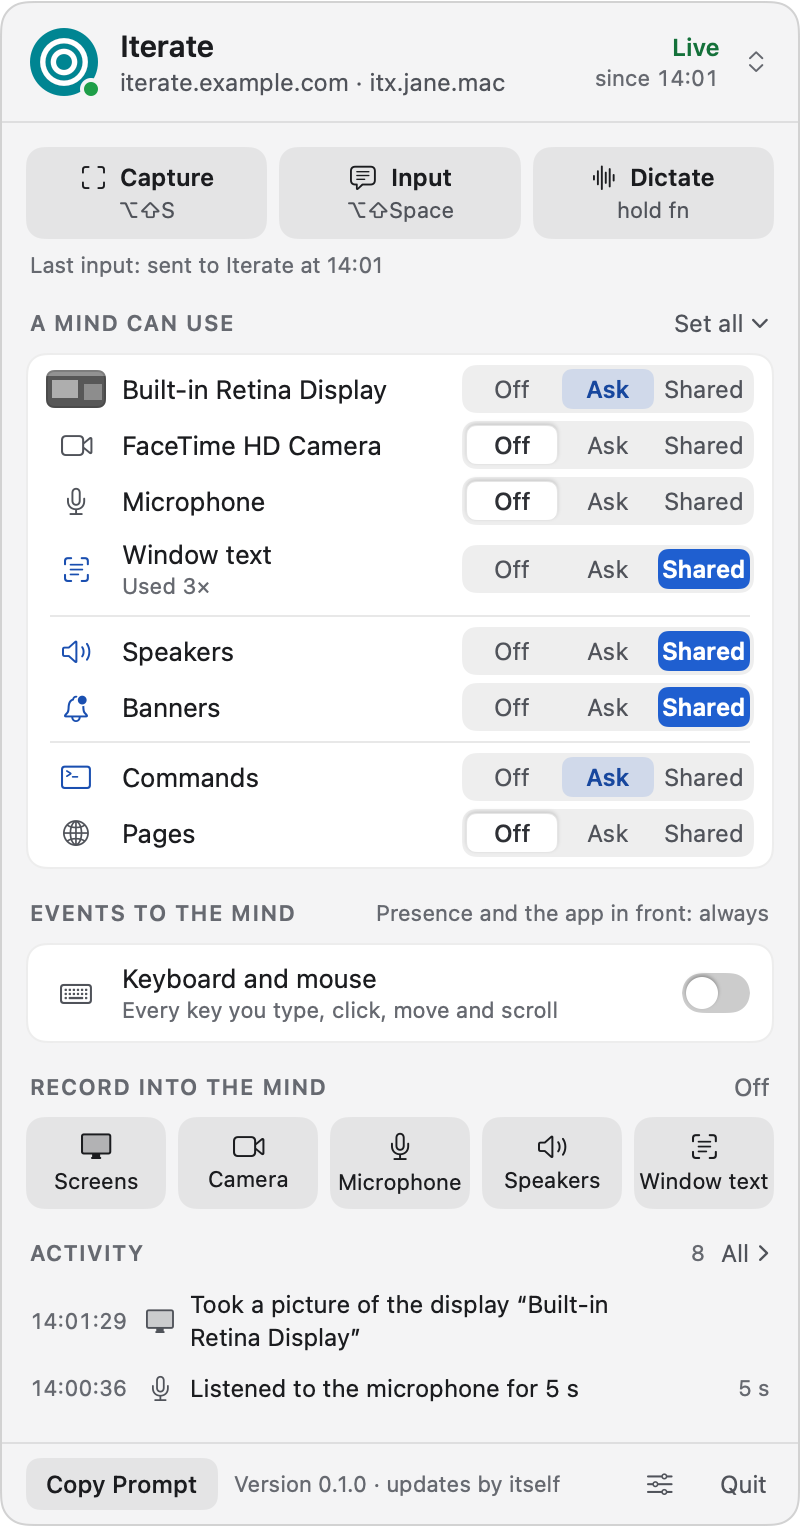 Iterate
iterate.example.com · itx.jane.mac
Live
since 14:01
Capture
⌥⇧S
Input
⌥⇧Space
Dictate
hold fn
Last input: sent to Iterate at 14:01
A MIND CAN USE
Set all
Built-in Retina Display
Off Ask Shared
FaceTime HD Camera
Off Ask Shared
Microphone
Off Ask Shared
Window text
Used 3×
Off Ask Shared
Speakers
Off Ask Shared
Banners
Off Ask Shared
Commands
Off Ask Shared
Pages
Off Ask Shared
EVENTS TO THE MIND
Presence and the app in front: always
Keyboard and mouse
Every key you type, click, move and scroll
RECORD INTO THE MIND
Off
Screens
Camera
Microphone
Speakers
Window text
ACTIVITY
8 All
14:01:29 Took a picture of the display “Built-in
Retina Display”
14:00:36 Listened to the microphone for 5 s 5 s
Copy Prompt
Version 0.1.0 · updates by itself
Quit